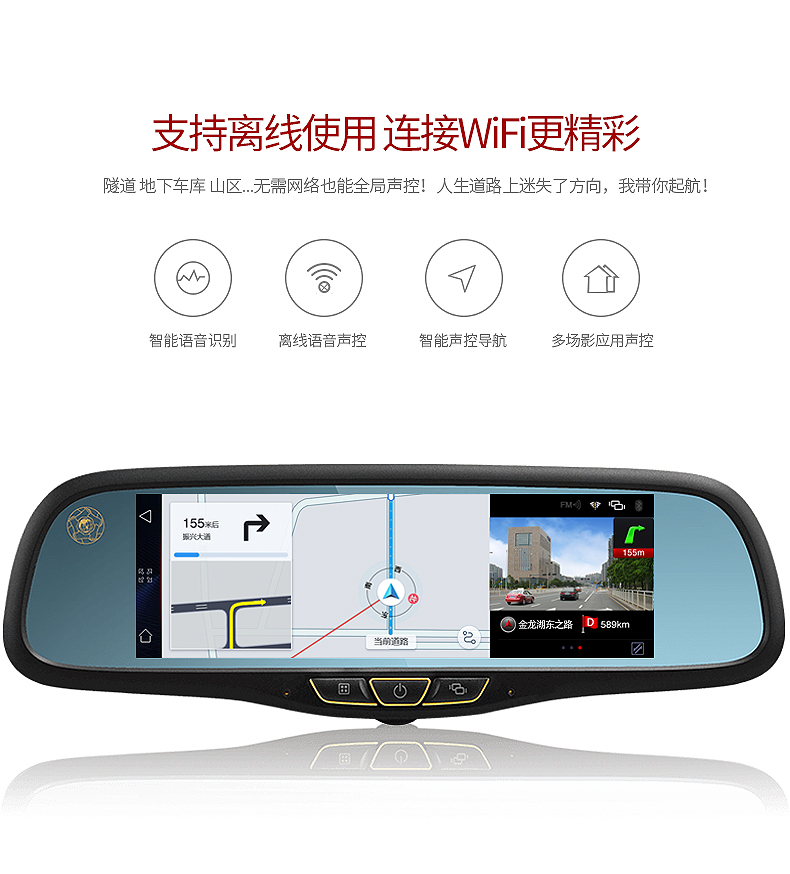 支持离线使用 连接WiFi更精彩
隧道 地下车库 山区...无需网络也能全局声控！人生道路上迷失了方向，我带你起航！
智能语音识别
离线语音声控
智能声控导航
多场影应用声控
155米后
振兴大道
当前道路
FM
155m
金龙湖东之路
D
589km